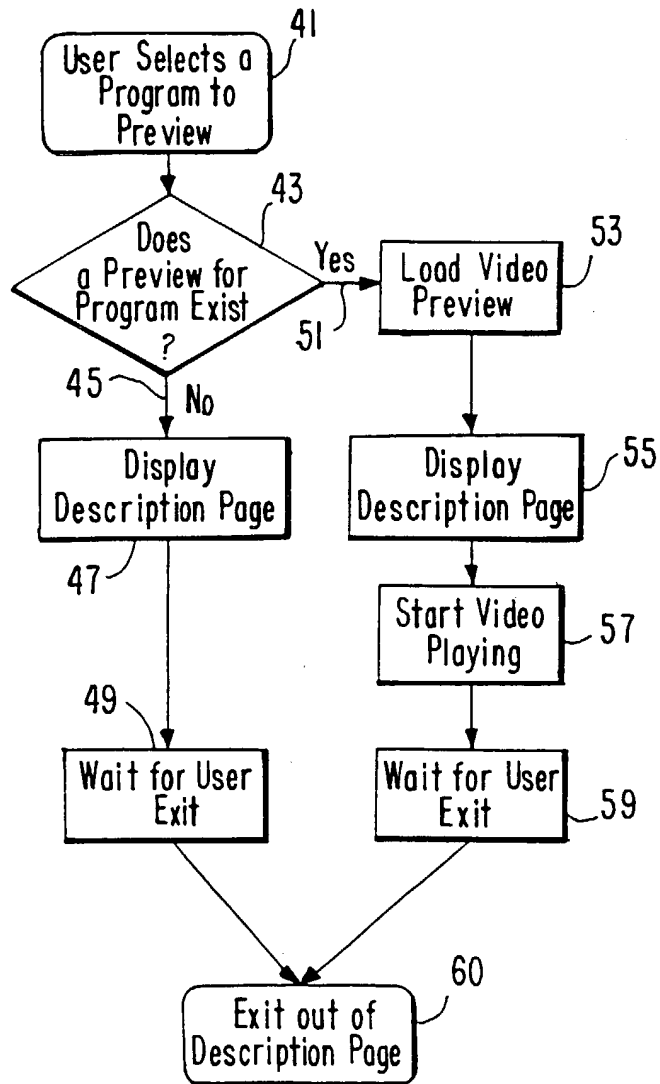 41
User Selects a
Program to
Preview
43
Does
a Preview for
Program Exist
?
Yes
51
53
Load Video
Preview
45
No
Display
Description Page
47
55
Display
Description Page
Start Video
Playing
57
49
Wait for User
Exit
Wait for User
Exit
59
60
Exit out of
Description Page